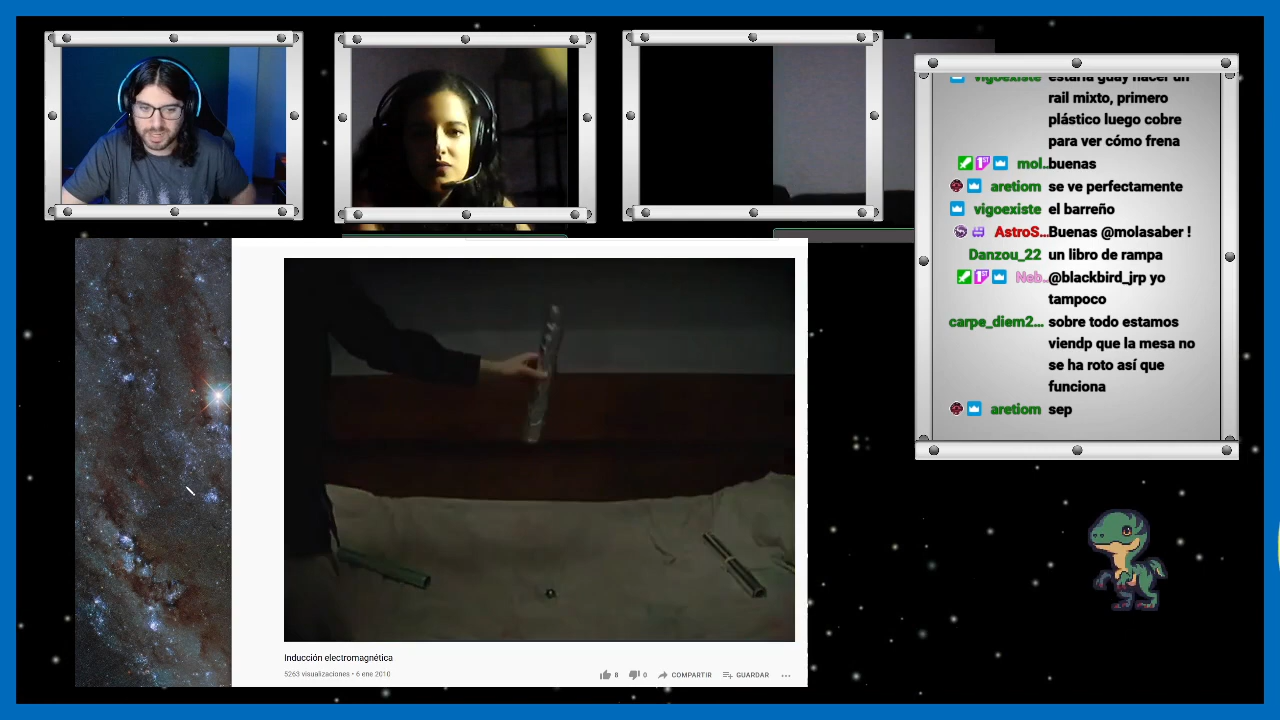 vigoexiste estaría guay hacer un
rail mixto, primero
plástico luego cobre
para ver cómo frena
mol.. buenas
aretiom se ve perfectamente
vigoexiste el barreño
AstroS... Buenas @molasaber !
Danzou_22 un libro de rampa
Neb.. @blackbird_jrp yo
tampoco
carpe_diem2... sobre todo estamos
viendp que la mesa no
se ha roto así que
funciona
aretiom sep
Inducción electromagnética
5263 visualizaciones • 6 ene 2010
8 0 COMPARTIR GUARDAR ...